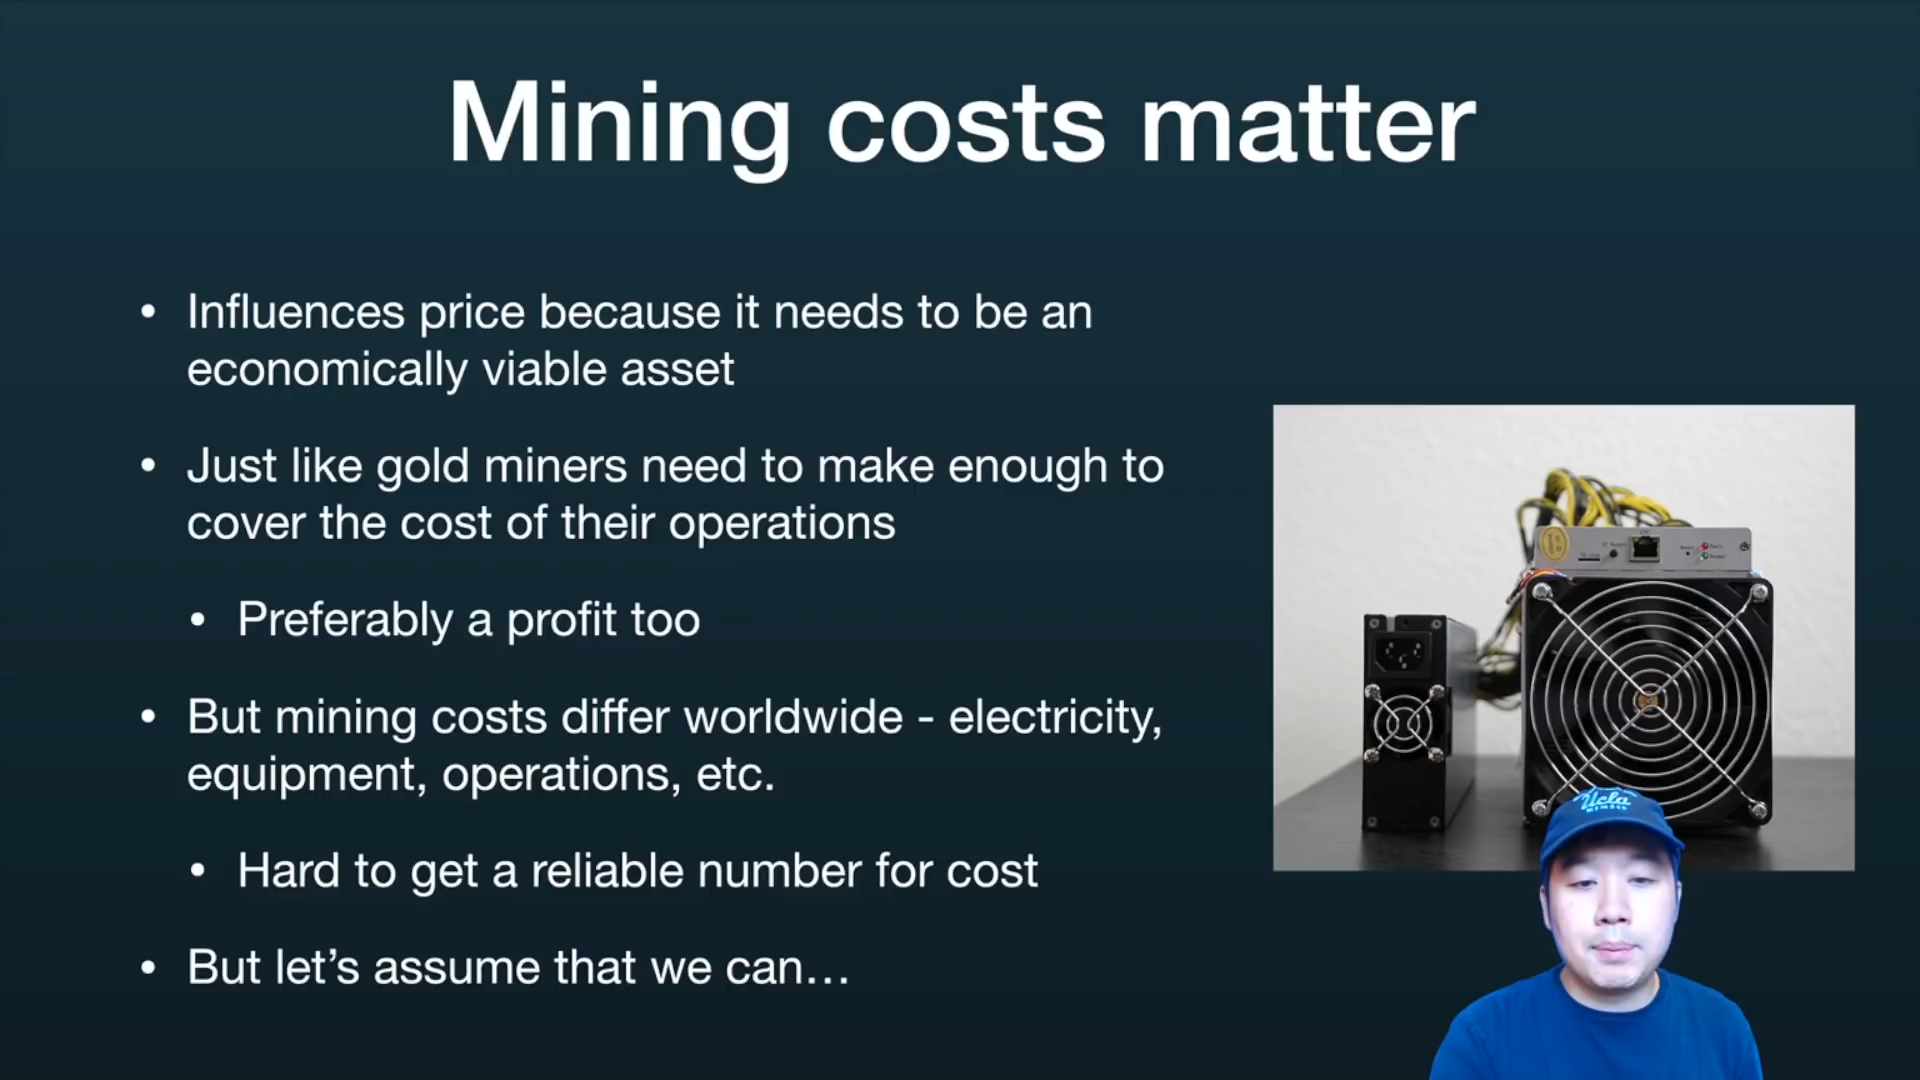 Mining costs matter
• Influences price because it needs to be an
economically viable asset
• Just like gold miners need to make enough to
cover the cost of their operations
• Preferably a profit too
• But mining costs differ worldwide - electricity,
equipment, operations, etc.
• Hard to get a reliable number for cost
• But let’s assume that we can…
Ucla